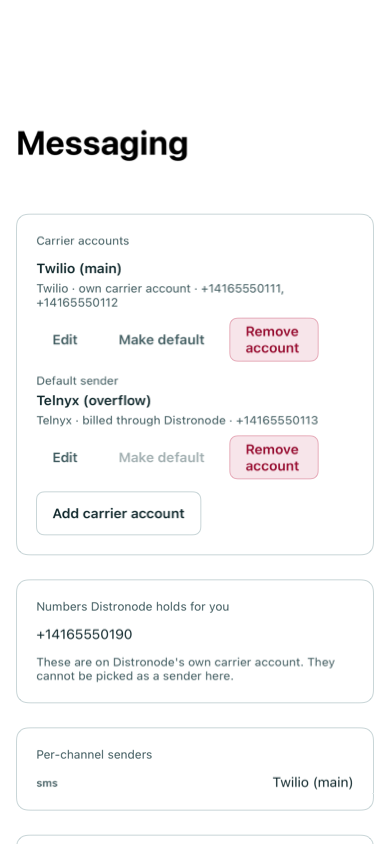 Messaging
Carrier accounts
Twilio (main)
Twilio · own carrier account · +14165550111,
+14165550112
Edit
Make default
Remove
account
Default sender
Telnyx (overflow)
Telnyx · billed through Distronode · +14165550113
Edit
Make default
Remove
account
Add carrier account
Numbers Distronode holds for you
+14165550190
These are on Distronode's own carrier account. They
cannot be picked as a sender here.
Per-channel senders
sms
Twilio (main)